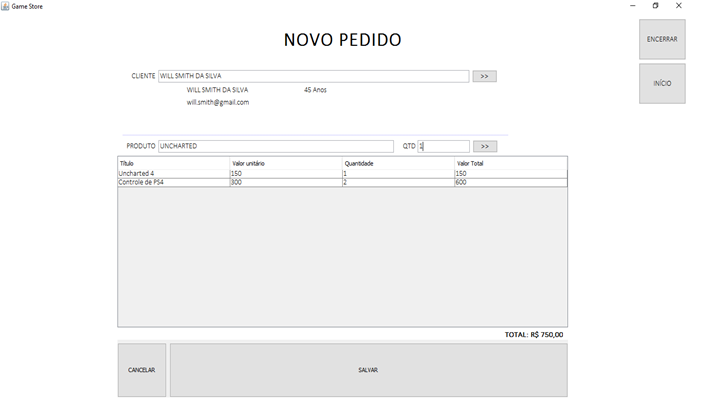 Game Store
NOVO PEDIDO
ENCERRAR
INÍCIO
CLIENTE WILL SMITH DA SILVA >>
WILL SMITH DA SILVA 45 Anos
will.smith@gmail.com
PRODUTO UNCHARTED QTD 1 >>
Título Valor unitário Quantidade Valor Total
Uncharted 4 150 1 150
Controle de PS4 300 2 600
TOTAL: R$ 750,00
CANCELAR SALVAR